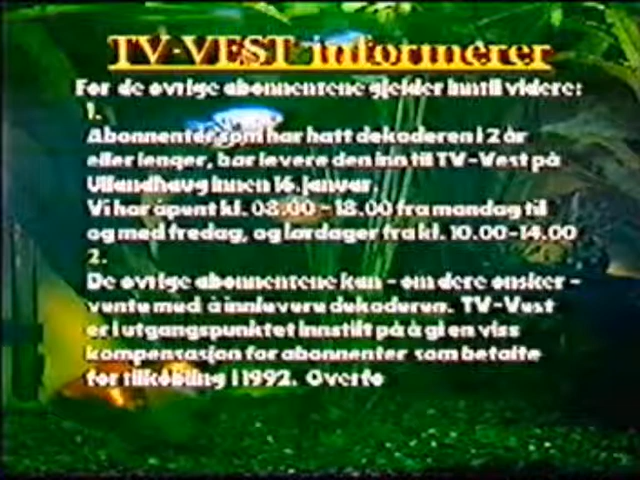 TV-VEST informerer
For de øvrige abonnentene gjelder inntil videre:
1.
Abonnenter som har hatt dekoderen i 2 år
eller lenger, bør levere den inn til TV-Vest på
Ullandhaug innen 16. januar.
Vi har åpent kl. 08.00 - 18.00 fra mandag til
og med fredag, og lørdager fra kl. 10.00-14.00
2.
De øvrige abonnentene kan - om dere ønsker -
vente med å innlevere dekoderen. TV-Vest
er i utgangspunktet innstilt på å gi en viss
kompensasjon for abonnenter som betalte
for tilkobling i 1992. Overfø